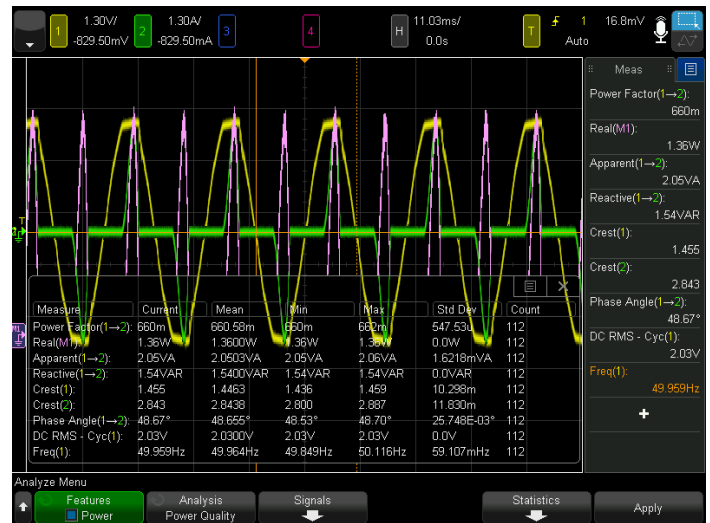 1 1.30V/ 2 1.30A/ 3 4 H 11.03ms/ T 1 16.8mV
-829.50mV -829.50mA 0.0s Auto
Meas
Power Factor(1→2):
660m
Real(M1):
1.36W
Apparent(1→2):
2.05VA
Reactive(1→2):
1.54VAR
Crest(1):
1.455
Crest(2):
2.843
Phase Angle(1→2):
48.67°
DC RMS - Cyc(1):
2.03V
Freq(1):
49.959Hz
T
M1
Measure Current Mean Min Max Std Dev Count
Power Factor(1→2): 660m 660.58m 660m 662m 547.53u 112
Real(M1): 1.36W 1.3600W 1.36W 1.36W 0.0W 112
Apparent(1→2): 2.05VA 2.0503VA 2.05VA 2.06VA 1.6218mVA 112
Reactive(1→2): 1.54VAR 1.5400VAR 1.54VAR 1.54VAR 0.0VAR 112
Crest(1): 1.455 1.4463 1.436 1.459 10.298m 112
Crest(2): 2.843 2.8438 2.800 2.887 11.830m 112
Phase Angle(1→2): 48.67° 48.655° 48.53° 48.70° 25.748E-03° 112
DC RMS - Cyc(1): 2.03V 2.0300V 2.03V 2.03V 0.0V 112
Freq(1): 49.959Hz 49.964Hz 49.849Hz 50.116Hz 59.107mHz 112
Analyze Menu
Features
Power
Analysis
Power Quality
Signals
Statistics
Apply